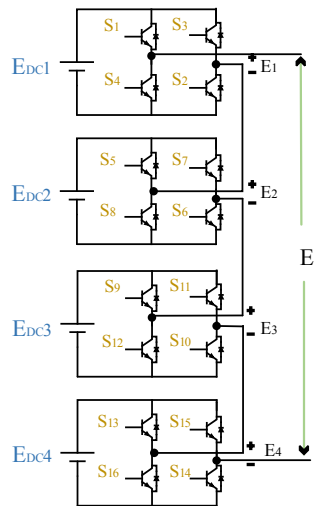 S1 S3
+
EDC1 E1
−
S4 S2
S5 S7
+
EDC2 E2
−
S8 S6
E
S9 S11
+
EDC3 E3
−
S12 S10
S13 S15
+
EDC4 E4
−
S16 S14